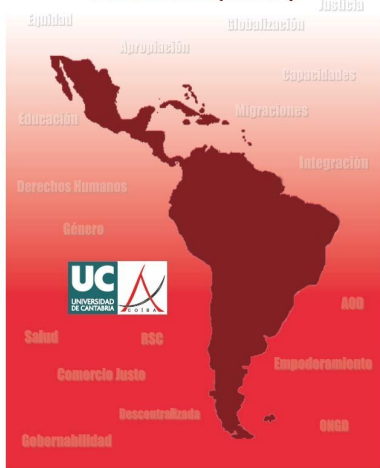 Justicia
Equidad
Globalización
Apropiación
Capacidades
Migraciones
Educación
Integración
Derechos Humanos
Género
UC
UNIVERSIDAD
DE CANTABRIA
AOD
Salud
RSC
Empoderamiento
Comercio Justo
Descentralizada
ONGD
Gobernabilidad